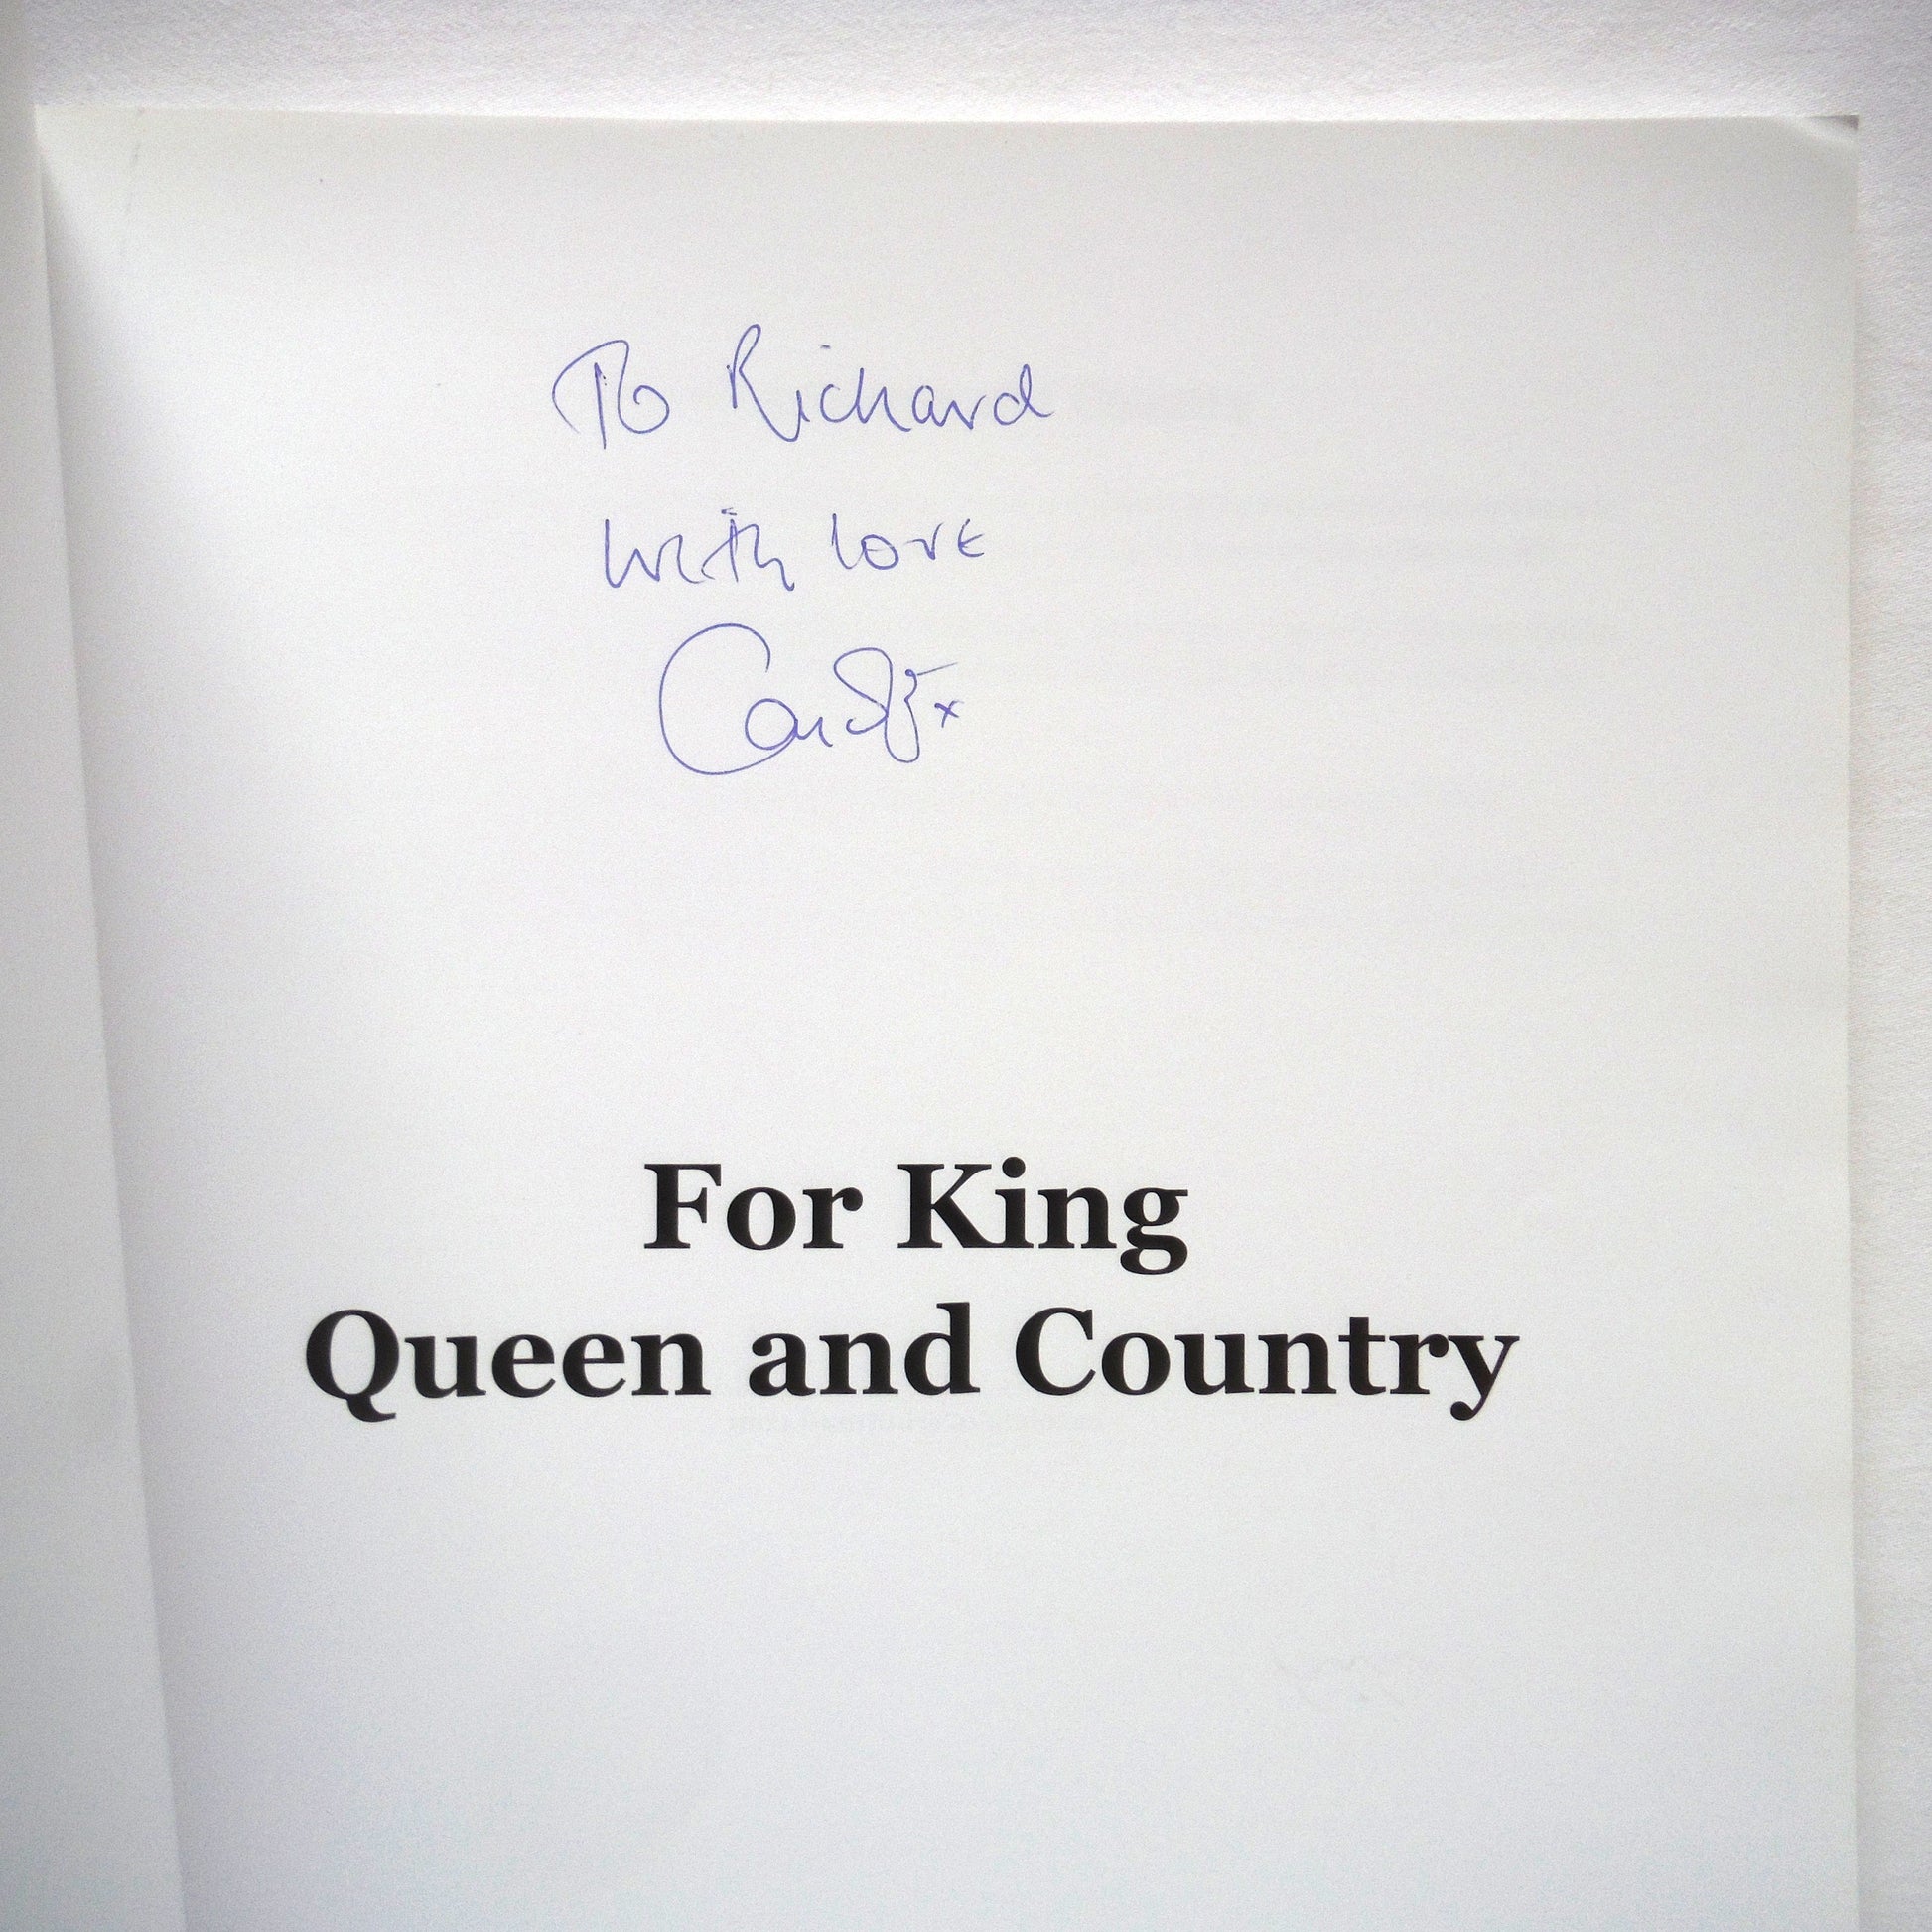 To Richard
with love
x
For King
Queen and Country